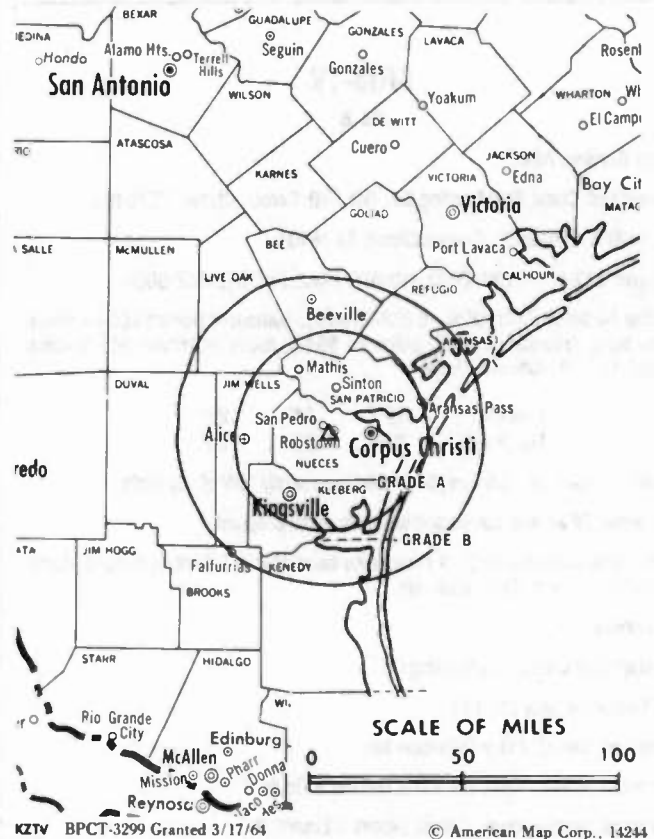 BEXAR
GUADALUPE
GONZALES
LAVACA
Hondo
Alamo Hts.
Terrell Hills
Seguin
Gonzales
San Antonio
WILSON
Yoakum
WHARTON
El Campo
DE WITT
ATASCOSA
Cuero
JACKSON
KARNES
VICTORIA
Edna
Bay Cit
GOLIAD
Victoria
MATAG
A SALLE
McMULLEN
BEE
Port Lavaca
LIVE OAK
CALHOUN
REFUGIO
Beeville
ARANSAS
Mathis
DUVAL
JIM WELLS
Sinton
SAN PATRICIO
Aransas Pass
San Pedro
Alice
Robstown
Corpus Christi
redo
NUECES
KLEBERG
GRADE A
Kingsville
GRADE B
JIM HOGG
Falfurrias
KENEDY
BROOKS
STARR
HIDALGO
Rio Grande City
SCALE OF MILES
Edinburg
McAllen
Pharr
Donna
Mission
Reynosa
0 50 100
KZTV BPCT-3299 Granted 3/17/64
© American Map Corp., 14244